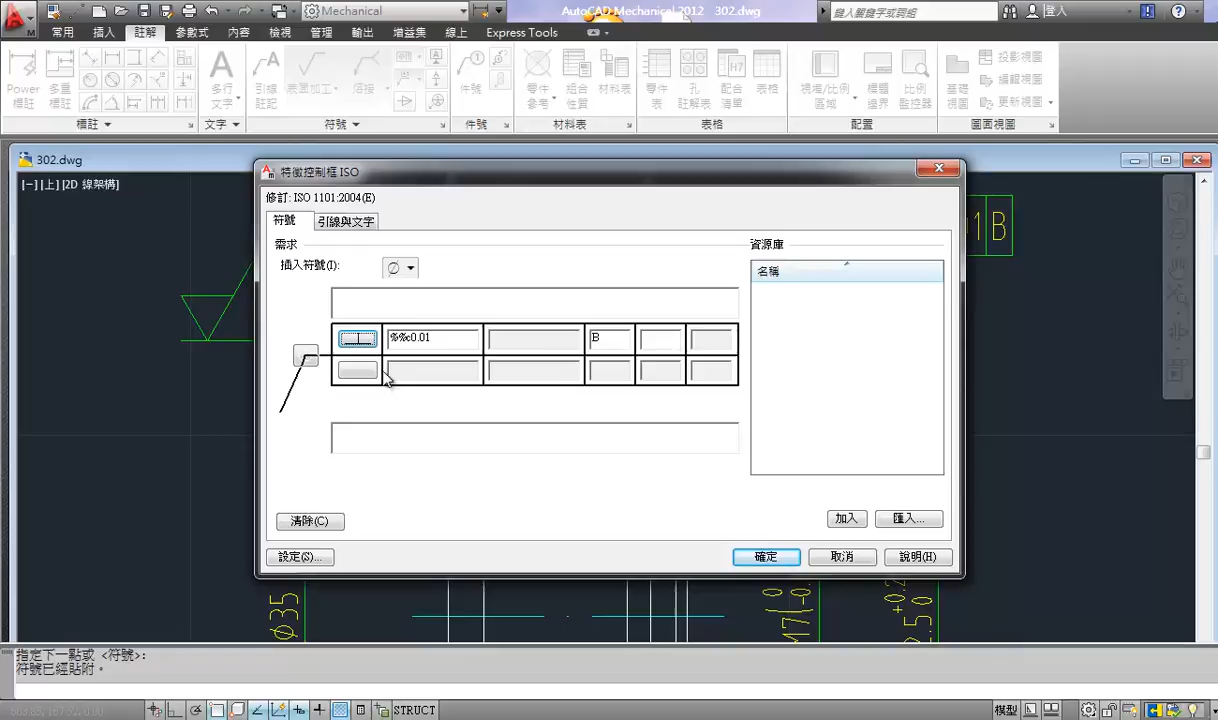 Mechanical
AutoCAD Mechanical 2012 302.dwg
鍵入關鍵字或詞組
登入
常用 插入 註解 參數式 內容 檢視 管理 輸出 增益集 線上 Express Tools
Power
標註
多重
標註
多行
文字
引線
註記
表面加工
熔接
件號
零件
參考
組合
性質
材料表
零件
表
孔
註解表
配合
清單
表格
視埠/比例
區域
標題
邊界
比例
監控器
基礎
視圖
投影視圖
編輯視圖
更新視圖
標註 文字 符號 件號 材料表 表格 配置 圖面視圖
302.dwg
[−][上][2D 線架構]
特徵控制框 ISO
修訂: ISO 1101:2004(E)
符號 引線與文字
需求
資源庫
插入符號(I):
名稱
%%c0.01 B
清除(C)
加入 匯入...
設定(S)... 確定 取消 說明(H)
B
ϕ35
指定下一點或 <符號>:
符號已經貼附。
STRUCT
模型